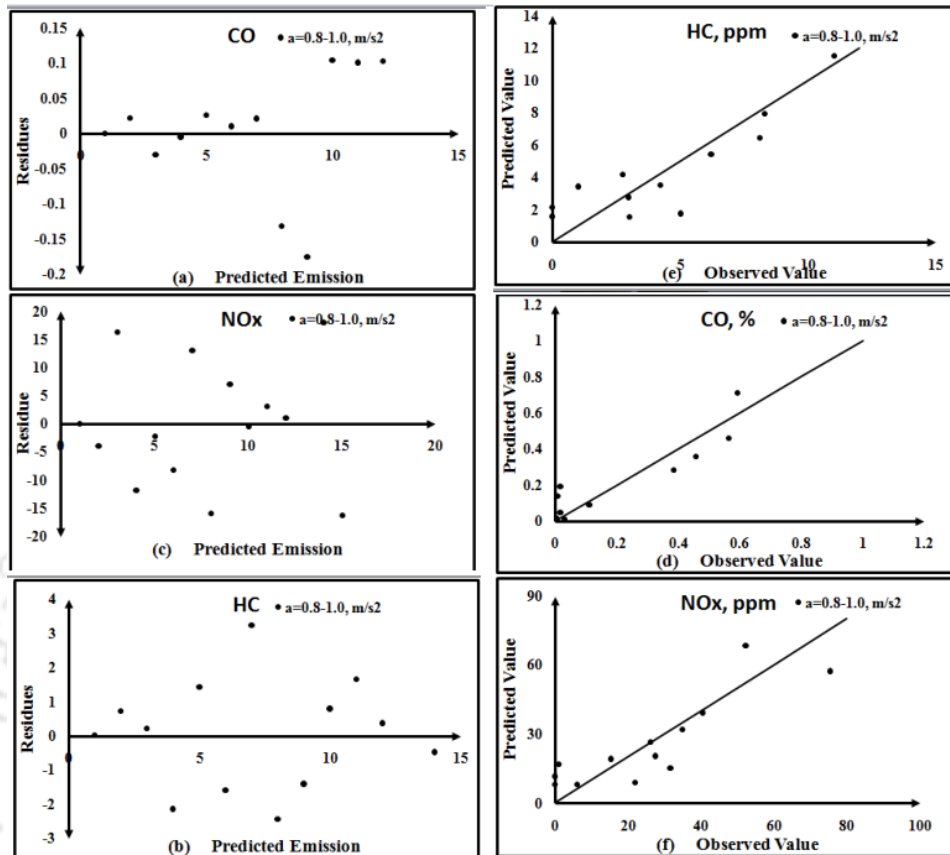 CO
a=0.8-1.0, m/s2
0.15
0.1
0.05
0
-0.05
-0.1
-0.15
-0.2
0 5 10 15
Residues
(a) Predicted Emission
HC, ppm
a=0.8-1.0, m/s2
14
12
10
8
6
4
2
0
0 5 10 15
Predicted Value
(e) Observed Value
NOx
a=0.8-1.0, m/s2
20
15
10
5
0
-5
-10
-15
-20
0 5 10 15 20
Residue
(c) Predicted Emission
CO, %
a=0.8-1.0, m/s2
1.2
1
0.8
0.6
0.4
0.2
0
0 0.2 0.4 0.6 0.8 1 1.2
Predicted Value
(d) Observed Value
HC
a=0.8-1.0, m/s2
4
3
2
1
0
-1
-2
-3
0 5 10 15
Residues
(b) Predicted Emission
NOx, ppm
a=0.8-1.0, m/s2
90
60
30
0
0 20 40 60 80 100
Predicted Value
(f) Observed Value